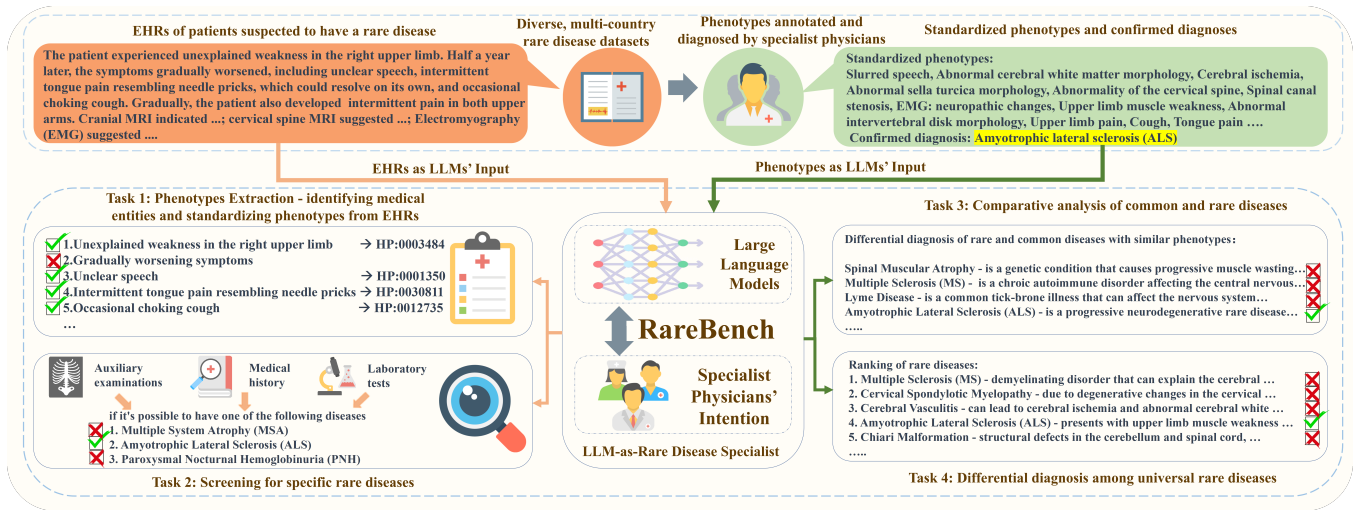 EHRs of patients suspected to have a rare disease
The patient experienced unexplained weakness in the right upper limb. Half a year
later, the symptoms gradually worsened, including unclear speech, intermittent
tongue pain resembling needle pricks, which could resolve on its own, and occasional
choking cough. Gradually, the patient also developed intermittent pain in both upper
arms. Cranial MRI indicated ...; cervical spine MRI suggested ...; Electromyography
(EMG) suggested ....
Diverse, multi-country
rare disease datasets
Phenotypes annotated and
diagnosed by specialist physicians
Standardized phenotypes and confirmed diagnoses
Standardized phenotypes:
Slurred speech, Abnormal cerebral white matter morphology, Cerebral ischemia,
Abnormal sella turcica morphology, Abnormality of the cervical spine, Spinal canal
stenosis, EMG: neuropathic changes, Upper limb muscle weakness, Abnormal
intervertebral disk morphology, Upper limb pain, Cough, Tongue pain ….
Confirmed diagnosis: Amyotrophic lateral sclerosis (ALS)
EHRs as LLMs' Input
Phenotypes as LLMs' Input
Task 1: Phenotypes Extraction - identifying medical
entities and standardizing phenotypes from EHRs
1.Unexplained weakness in the right upper limb → HP:0003484
2.Gradually worsening symptoms
3.Unclear speech → HP:0001350
4.Intermittent tongue pain resembling needle pricks → HP:0030811
5.Occasional choking cough → HP:0012735
…
Auxiliary
examinations
Medical
history
Laboratory
tests
if it's possible to have one of the following diseases
1. Multiple System Atrophy (MSA)
2. Amyotrophic Lateral Sclerosis (ALS)
3. Paroxysmal Nocturnal Hemoglobinuria (PNH)
Task 2: Screening for specific rare diseases
Large
Language
Models
RareBench
Specialist
Physicians'
Intention
LLM-as-Rare Disease Specialist
Task 3: Comparative analysis of common and rare diseases
Differential diagnosis of rare and common diseases with similar phenotypes:
Spinal Muscular Atrophy - is a genetic condition that causes progressive muscle wasting…
Multiple Sclerosis (MS) - is a chroic autoimmune disorder affecting the central nervous…
Lyme Disease - is a common tick-brone illness that can affect the nervous system…
Amyotrophic Lateral Sclerosis (ALS) - is a progressive neurodegenerative rare disease…
…..
Ranking of rare diseases:
1. Multiple Sclerosis (MS) - demyelinating disorder that can explain the cerebral …
2. Cervical Spondylotic Myelopathy - due to degenerative changes in the cervical …
3. Cerebral Vasculitis - can lead to cerebral ischemia and abnormal cerebral white …
4. Amyotrophic Lateral Sclerosis (ALS) - presents with upper limb muscle weakness …
5. Chiari Malformation - structural defects in the cerebellum and spinal cord, …
…..
Task 4: Differential diagnosis among universal rare diseases